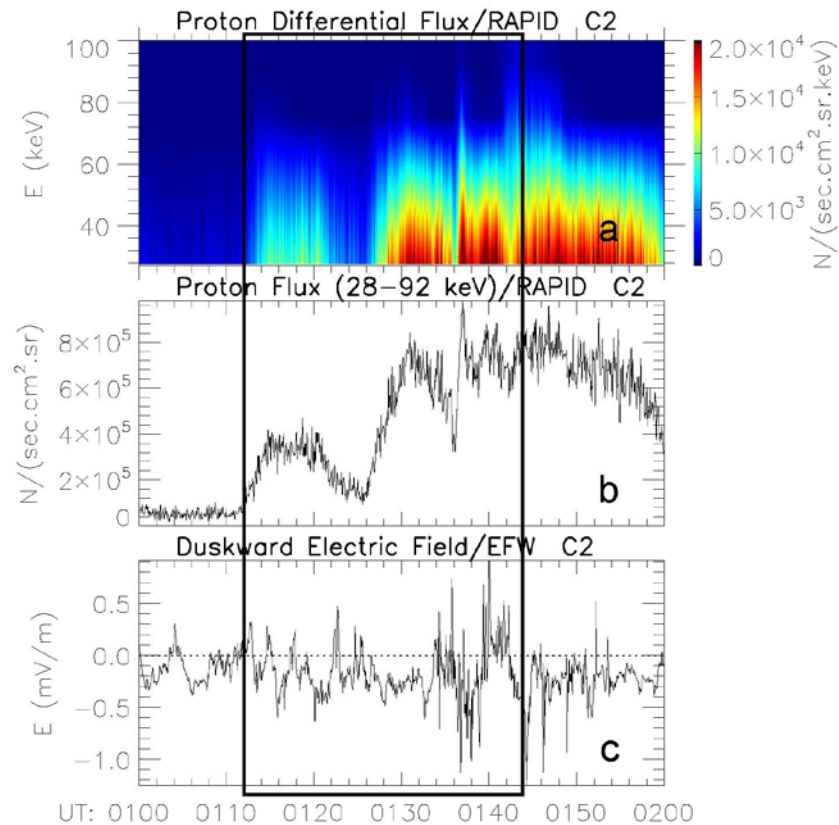 Proton Differential Flux/RAPID C2
100
80
60
40
E (keV)
a
2.0×10⁴
1.5×10⁴
1.0×10⁴
5.0×10³
0
N/(sec.cm².sr.keV)
Proton Flux (28−92 keV)/RAPID C2
8×10⁵
6×10⁵
4×10⁵
2×10⁵
0
N/(sec.cm².sr)
b
Duskward Electric Field/EFW C2
0.5
0.0
−0.5
−1.0
E (mV/m)
c
UT: 0100 0110 0120 0130 0140 0150 0200